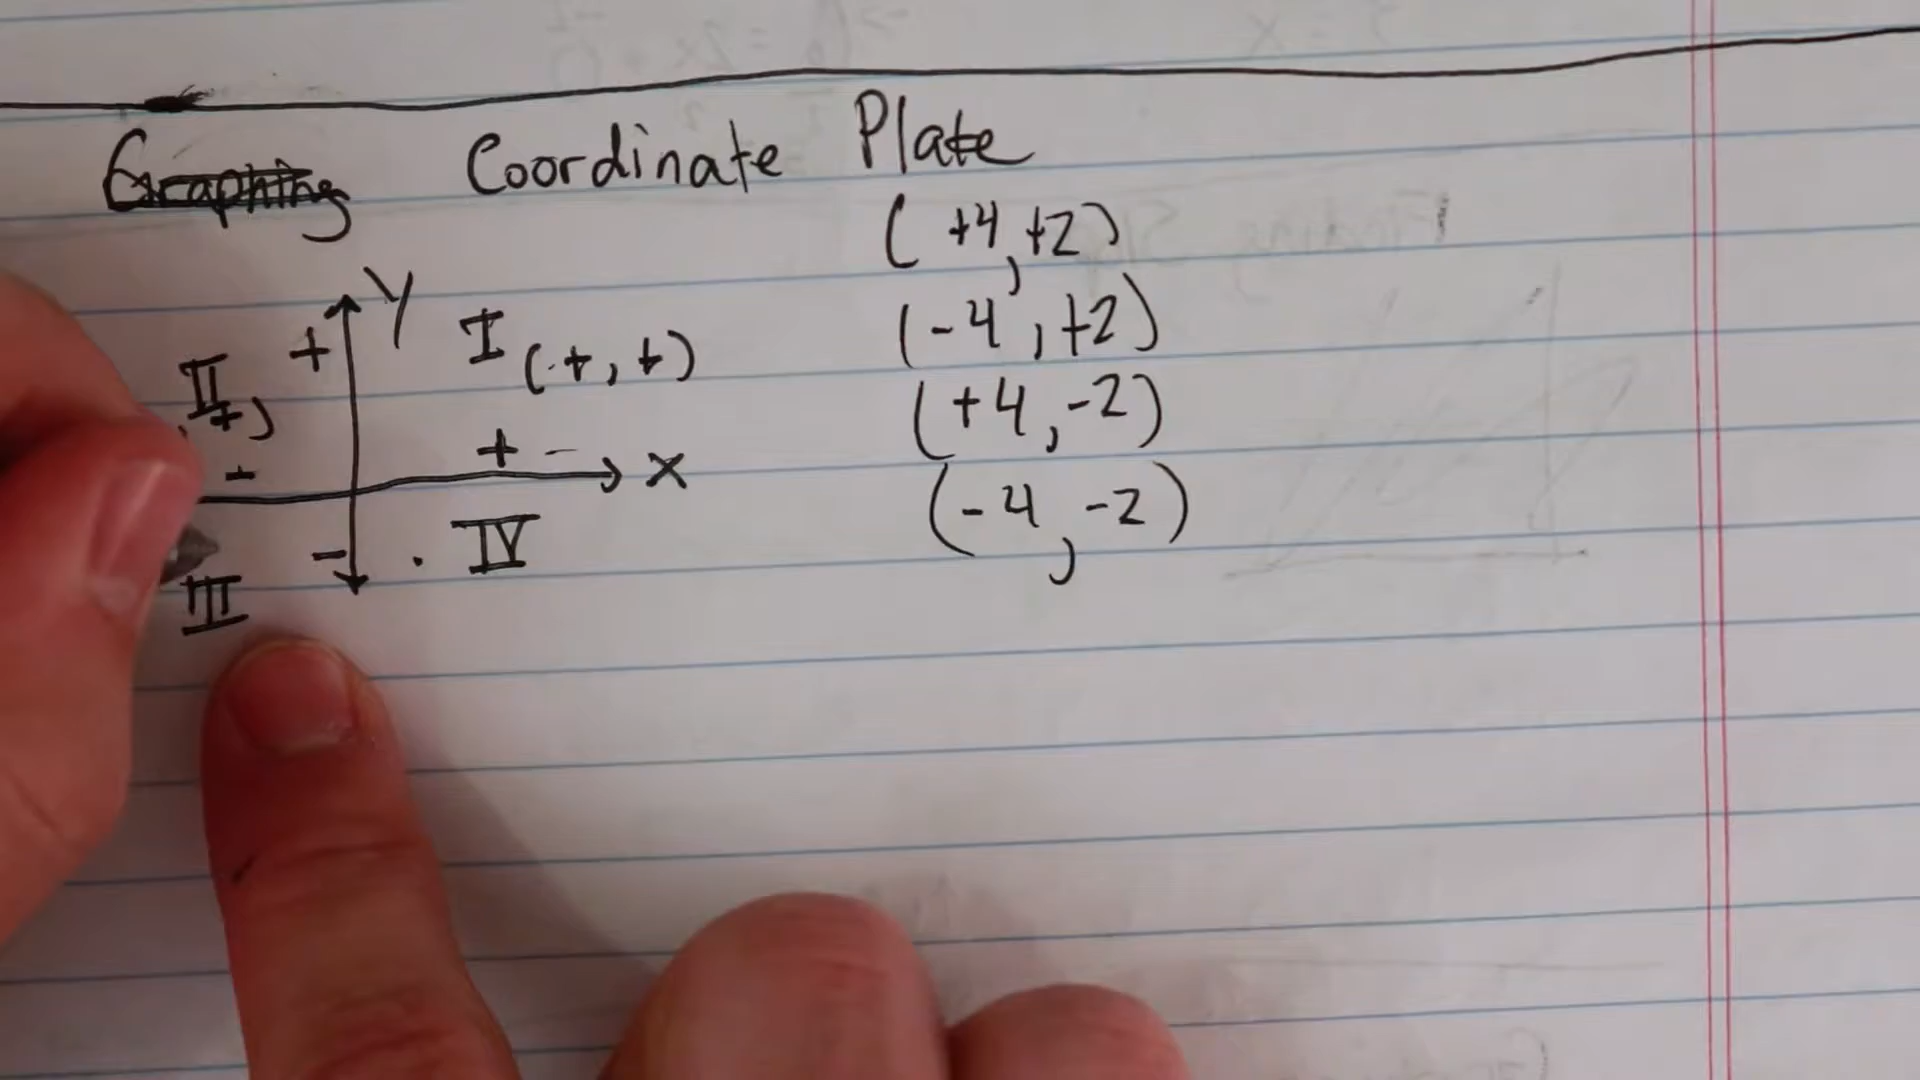 Graphing Coordinate Plate
(+4,+2)
(-4,+2)
(+4,-2)
(-4,-2)
Y
+
I (+,+)
II
+)
-
+ -
X
-
. IV
III